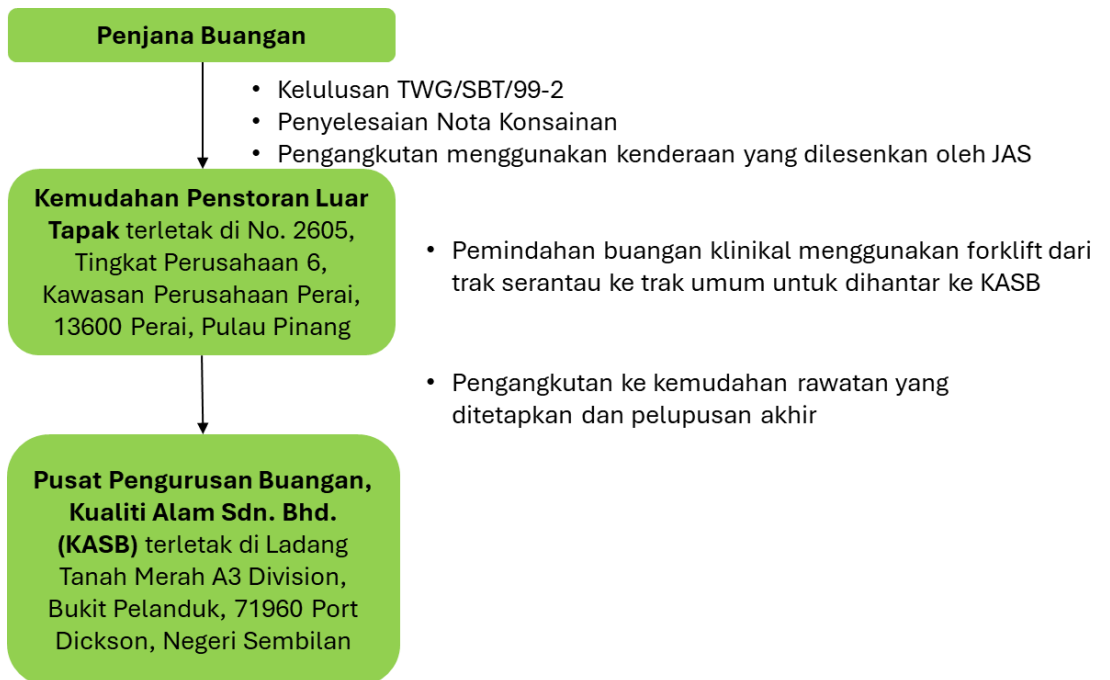 Penjana Buangan
• Kelulusan TWG/SBT/99-2
• Penyelesaian Nota Konsainan
• Pengangkutan menggunakan kenderaan yang dilesenkan oleh JAS
Kemudahan Penstoran Luar
Tapak terletak di No. 2605,
Tingkat Perusahaan 6,
Kawasan Perusahaan Perai,
13600 Perai, Pulau Pinang
• Pemindahan buangan klinikal menggunakan forklift dari
trak serantau ke trak umum untuk dihantar ke KASB
• Pengangkutan ke kemudahan rawatan yang
ditetapkan dan pelupusan akhir
Pusat Pengurusan Buangan,
Kualiti Alam Sdn. Bhd.
(KASB) terletak di Ladang
Tanah Merah A3 Division,
Bukit Pelanduk, 71960 Port
Dickson, Negeri Sembilan